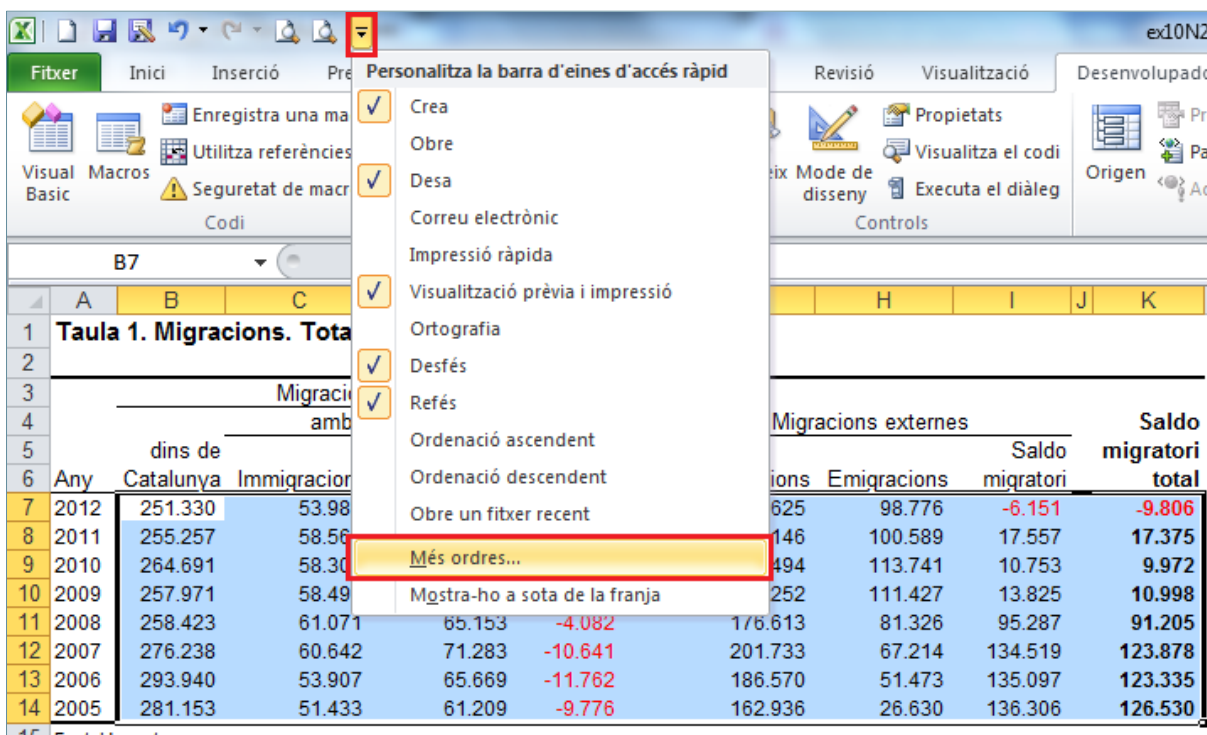 ex10N2
Fitxer Inici Inserció Pre Revisió Visualització Desenvolupado
Personalitza la barra d'eines d'accés ràpid
Crea
Obre
Desa
Correu electrònic
Impressió ràpida
Visualització prèvia i impressió
Ortografia
Desfés
Refés
Ordenació ascendent
Ordenació descendent
Obre un fitxer recent
Més ordres...
Mostra-ho a sota de la franja
Visual Basic
Macros
Enregistra una ma
Utilitza referències
Seguretat de macr
Codi
eix
Mode de disseny
Propietats
Visualitza el codi
Executa el diàleg
Controls
Origen
Pr
Pa
B7
A B C H I J K
1 Taula 1. Migracions. Tota
2
3 Migracio
4 amb Migracions externes Saldo
5 dins de Saldo migratori
6 Any Catalunya Immigracion ions Emigracions migratori total
7 2012 251.330 53.98 625 98.776 -6.151 -9.806
8 2011 255.257 58.56 146 100.589 17.557 17.375
9 2010 264.691 58.30 494 113.741 10.753 9.972
10 2009 257.971 58.49 252 111.427 13.825 10.998
11 2008 258.423 61.071 65.153 -4.082 176.613 81.326 95.287 91.205
12 2007 276.238 60.642 71.283 -10.641 201.733 67.214 134.519 123.878
13 2006 293.940 53.907 65.669 -11.762 186.570 51.473 135.097 123.335
14 2005 281.153 51.433 61.209 -9.776 162.936 26.630 136.306 126.530